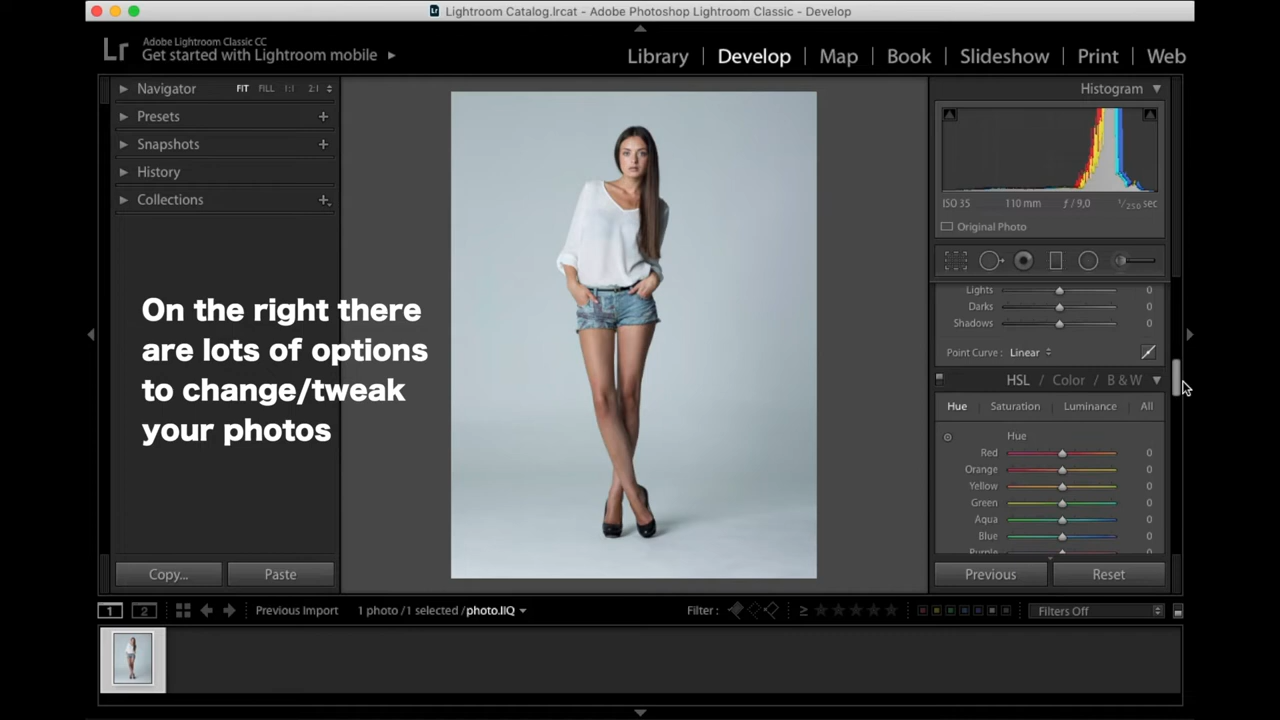 Lightroom Catalog.lrcat - Adobe Photoshop Lightroom Classic - Develop
Lr
Adobe Lightroom Classic CC
Get started with Lightroom mobile
Library Develop Map Book Slideshow Print Web
Navigator FIT FILL 1:1 2:1
Presets
Snapshots
History
Collections
On the right there
are lots of options
to change/tweak
your photos
Copy... Paste
Histogram
ISO 35 110 mm f / 9,0 1/250 sec
Original Photo
Lights 0
Darks 0
Shadows 0
Point Curve : Linear
HSL / Color / B & W
Hue Saturation Luminance All
Hue
Red 0
Orange 0
Yellow 0
Green 0
Aqua 0
Blue 0
Purple
Previous Reset
1 2 Previous Import 1 photo / 1 selected / photo.IIQ Filter : ≥ Filters Off